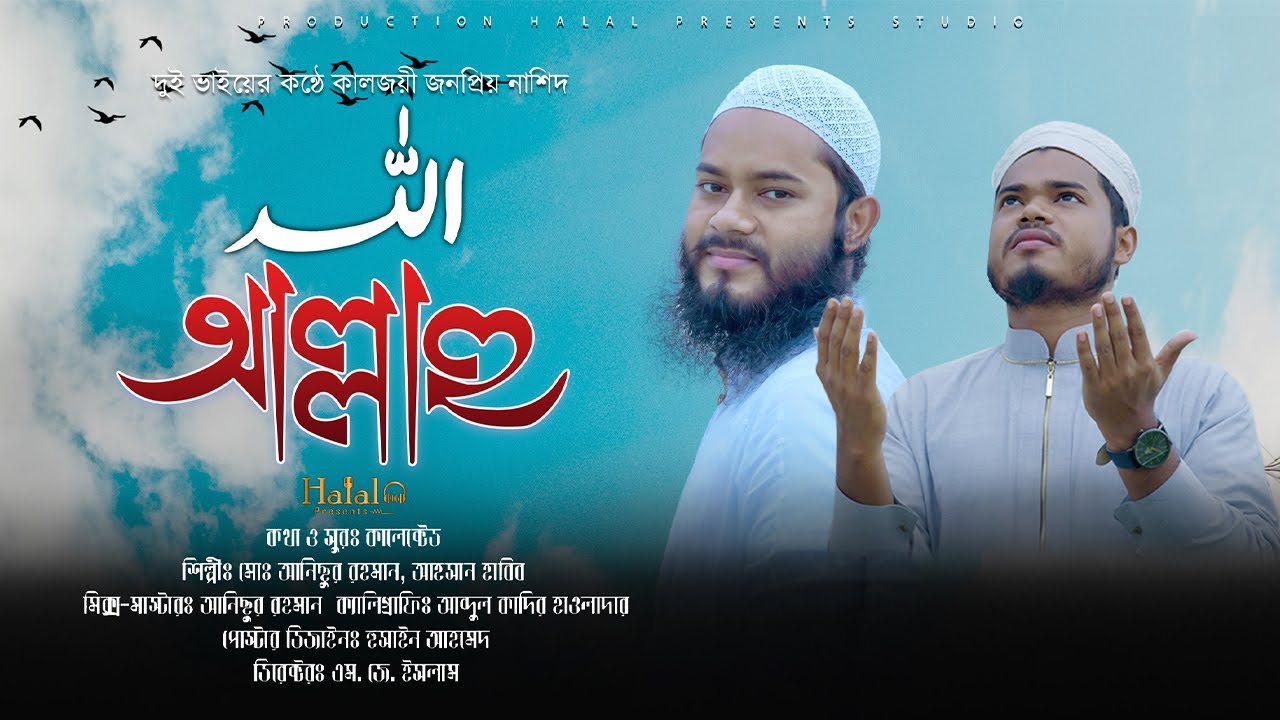 PRODUCTION HALAL PRESENTS STUDIO
দুই ভাইয়ের কন্ঠে কালজয়ী জনপ্রিয় নাশিদ
الله
আল্লাহু
Halal
Presents
কথা ও সুরঃ কালেক্টেড
শিল্পীঃ মোঃ আনিছুর রহমান, আহসান হাবিব
মিক্স-মাস্টারঃ আনিছুর রহমান ক্যালিগ্রাফিঃ আব্দুল কাদির হাওলাদার
পোস্টার ডিজাইনঃ হুসাইন আহমেদ
ডিরেক্টরঃ এম. জে. ইসলাম